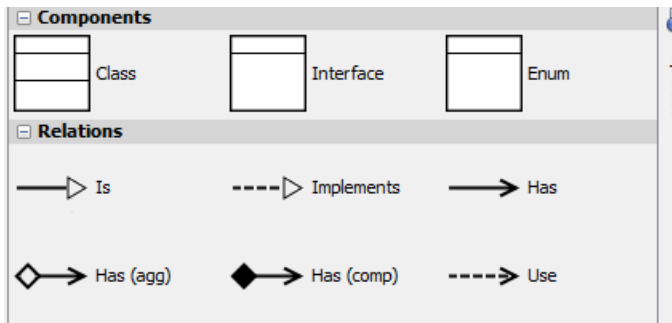 Components
Class
Interface
Enum
Relations
Is
Implements
Has
Has (agg)
Has (comp)
Use